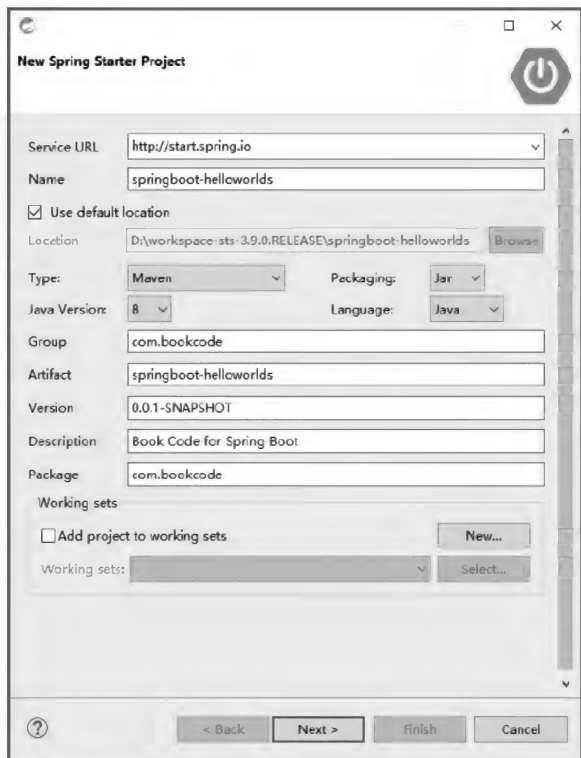 New Spring Starter Project
Service URL http://start.spring.io
Name springboot-helloworlds
Use default location
Location D:\workspace-sts-3.9.0.RELEASE\springboot-helloworlds Browse
Type: Maven Packaging: Jar
Java Version: 8 Language: Java
Group com.bookcode
Artifact springboot-helloworlds
Version 0.0.1-SNAPSHOT
Description Book Code for Spring Boot
Package com.bookcode
Working sets
Add project to working sets New...
Working sets: Select...
? < Back Next > Finish Cancel